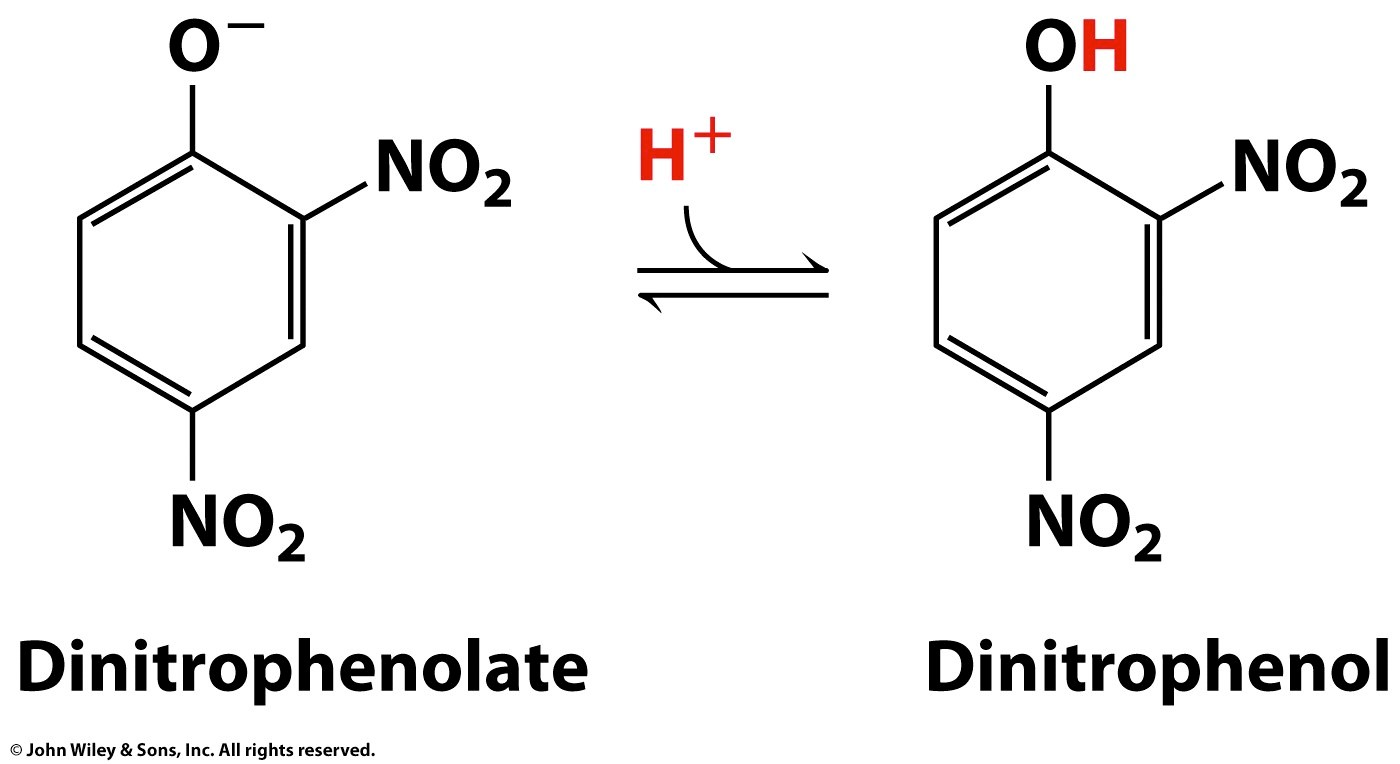 O⁻ OH
H⁺
NO₂ NO₂
NO₂ NO₂
Dinitrophenolate Dinitrophenol
© John Wiley & Sons, Inc. All rights reserved.